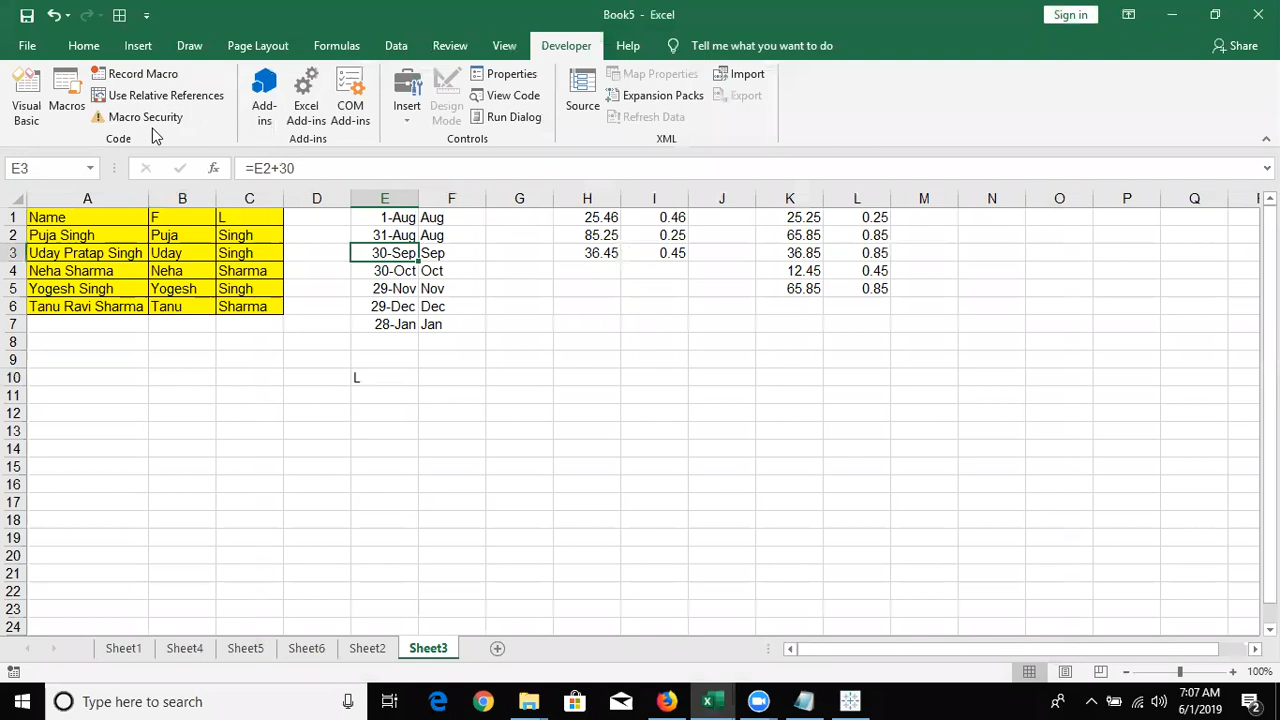 Book5 - Excel
Sign in
File Home Insert Draw Page Layout Formulas Data Review View Developer Help Tell me what you want to do Share
Visual Basic
Macros
Record Macro
Use Relative References
Macro Security
Code
Add-ins
Excel Add-ins
COM Add-ins
Add-ins
Insert
Design Mode
Properties
View Code
Run Dialog
Controls
Source
Map Properties
Expansion Packs
Refresh Data
Import
Export
XML
E3 fx =E2+30
A B C D E F G H I J K L M N O P Q
1 Name F L 1-Aug Aug 25.46 0.46 25.25 0.25
2 Puja Singh Puja Singh 31-Aug Aug 85.25 0.25 65.85 0.85
3 Uday Pratap Singh Uday Singh 30-Sep Sep 36.45 0.45 36.85 0.85
4 Neha Sharma Neha Sharma 30-Oct Oct 12.45 0.45
5 Yogesh Singh Yogesh Singh 29-Nov Nov 65.85 0.85
6 Tanu Ravi Sharma Tanu Sharma 29-Dec Dec
7 28-Jan Jan
8
9
10 L
11
12
13
14
15
16
17
18
19
20
21
22
23
24
Sheet1 Sheet4 Sheet5 Sheet6 Sheet2 Sheet3
100%
Type here to search
7:07 AM
6/1/2019
2